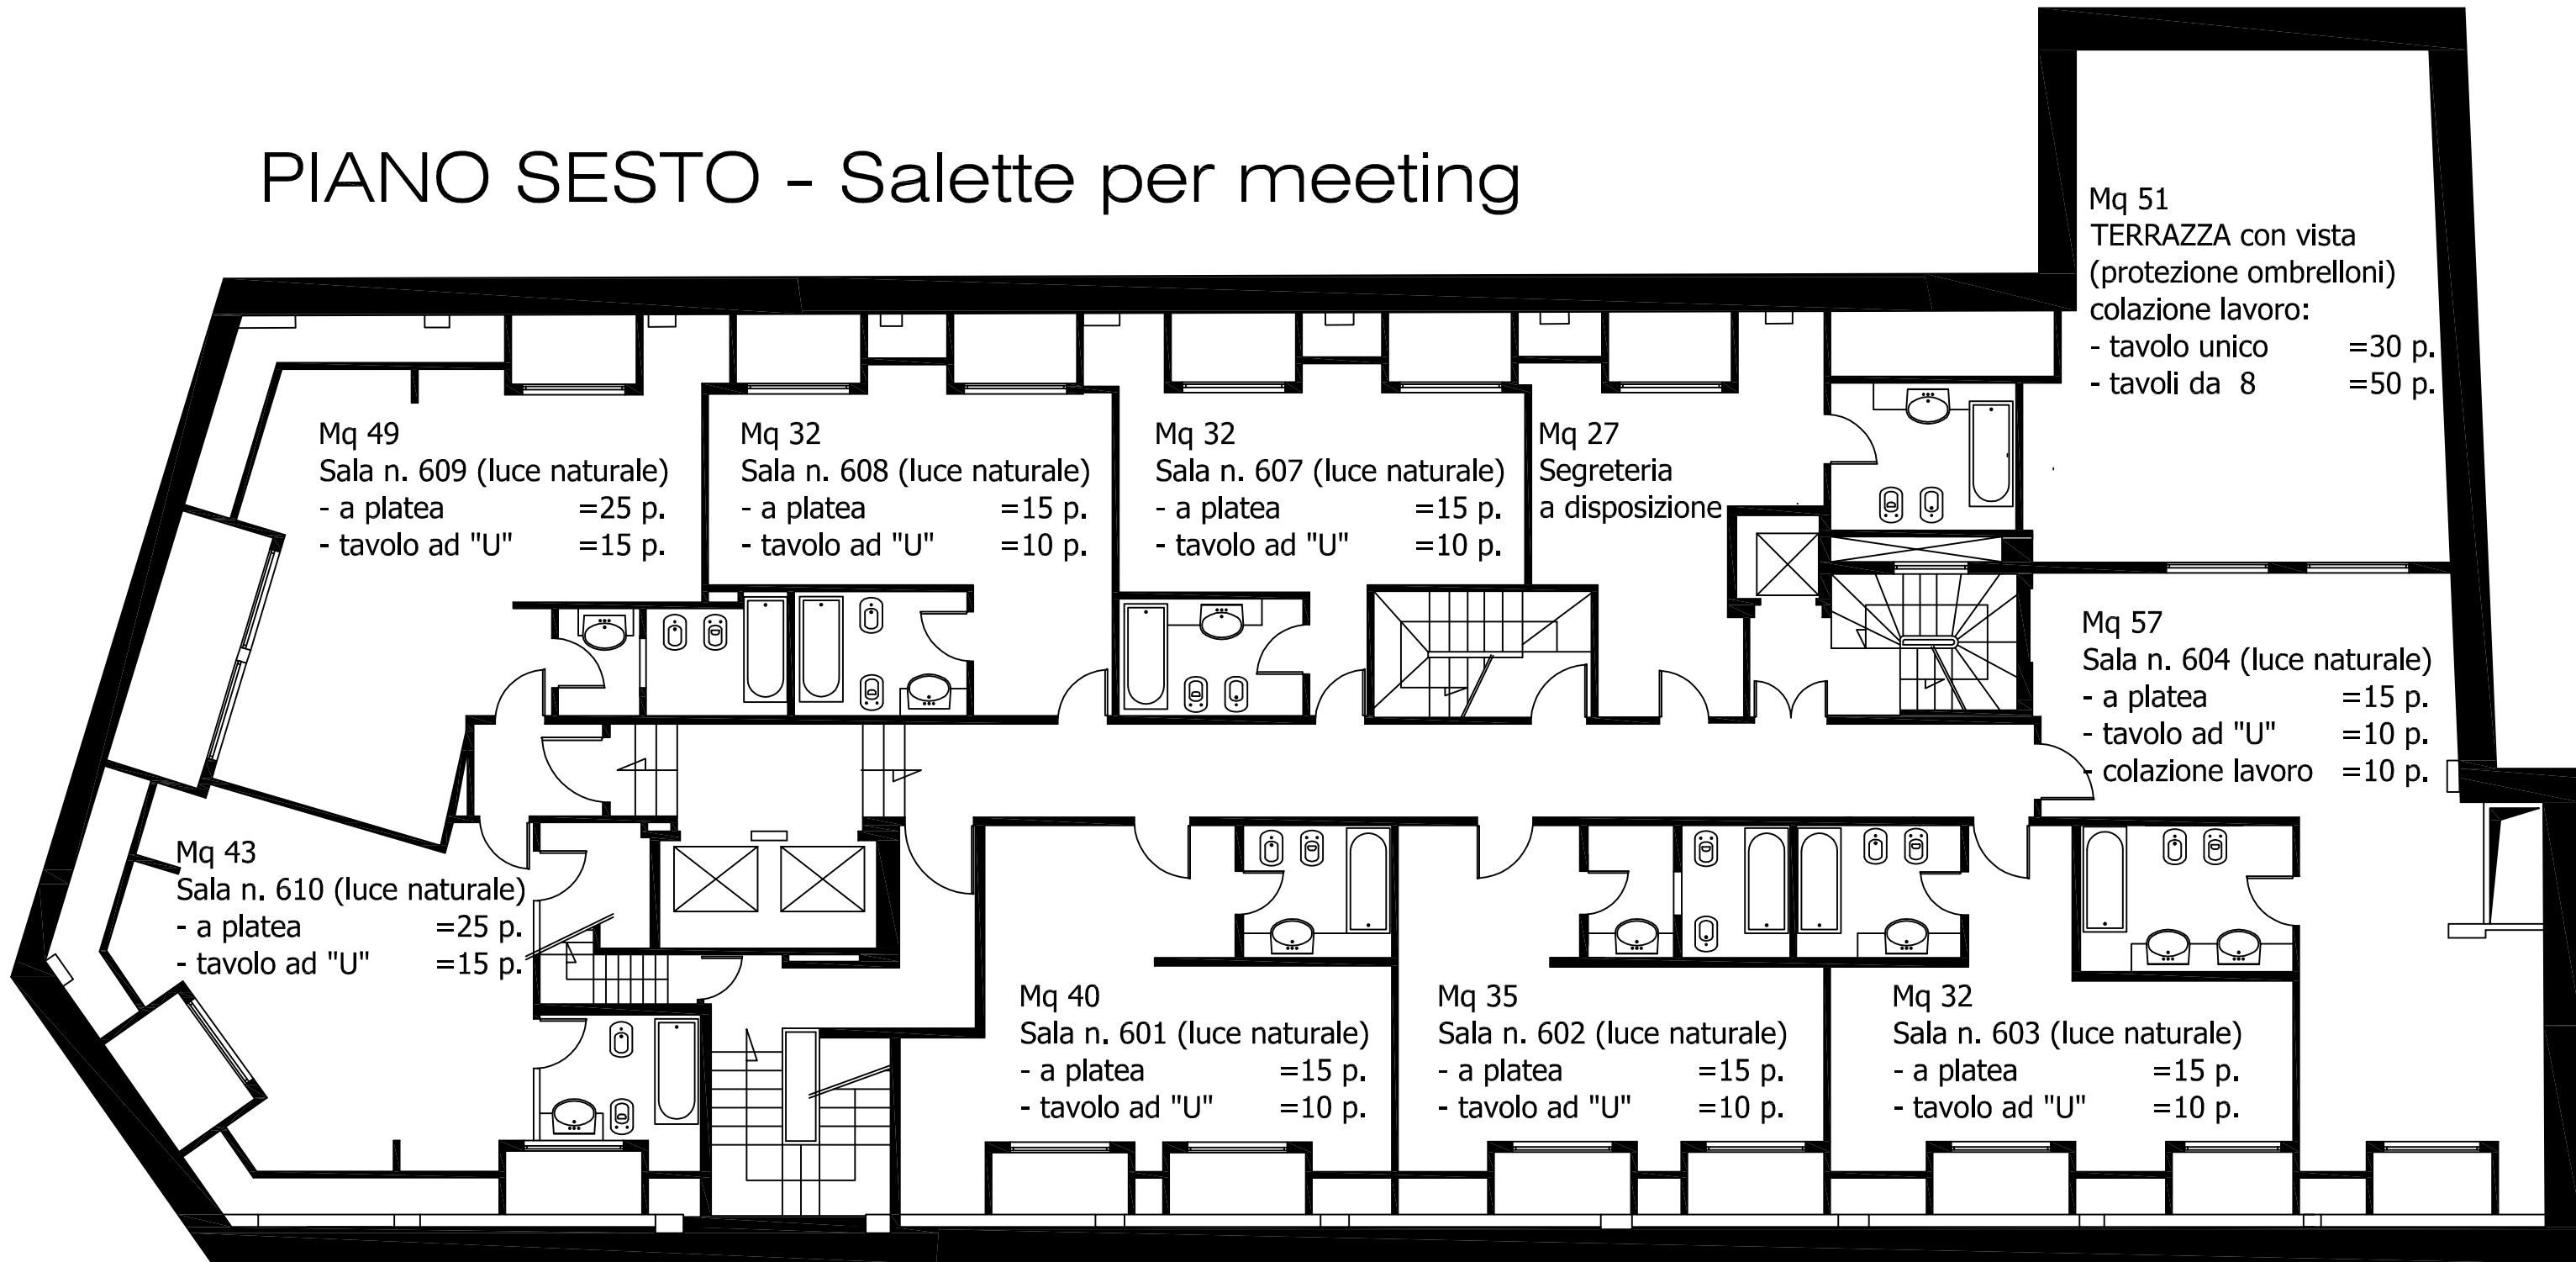 PIANO SESTO - Salette per meeting
Mq 51
TERRAZZA con vista
(protezione ombrelloni)
colazione lavoro:
- tavolo unico =30 p.
- tavoli da 8 =50 p.
Mq 49
Sala n. 609 (luce naturale)
- a platea =25 p.
- tavolo ad "U" =15 p.
Mq 32
Sala n. 608 (luce naturale)
- a platea =15 p.
- tavolo ad "U" =10 p.
Mq 32
Sala n. 607 (luce naturale)
- a platea =15 p.
- tavolo ad "U" =10 p.
Mq 27
Segreteria
a disposizione
Mq 57
Sala n. 604 (luce naturale)
- a platea =15 p.
- tavolo ad "U" =10 p.
- colazione lavoro =10 p.
Mq 43
Sala n. 610 (luce naturale)
- a platea =25 p.
- tavolo ad "U" =15 p.
Mq 40
Sala n. 601 (luce naturale)
- a platea =15 p.
- tavolo ad "U" =10 p.
Mq 35
Sala n. 602 (luce naturale)
- a platea =15 p.
- tavolo ad "U" =10 p.
Mq 32
Sala n. 603 (luce naturale)
- a platea =15 p.
- tavolo ad "U" =10 p.